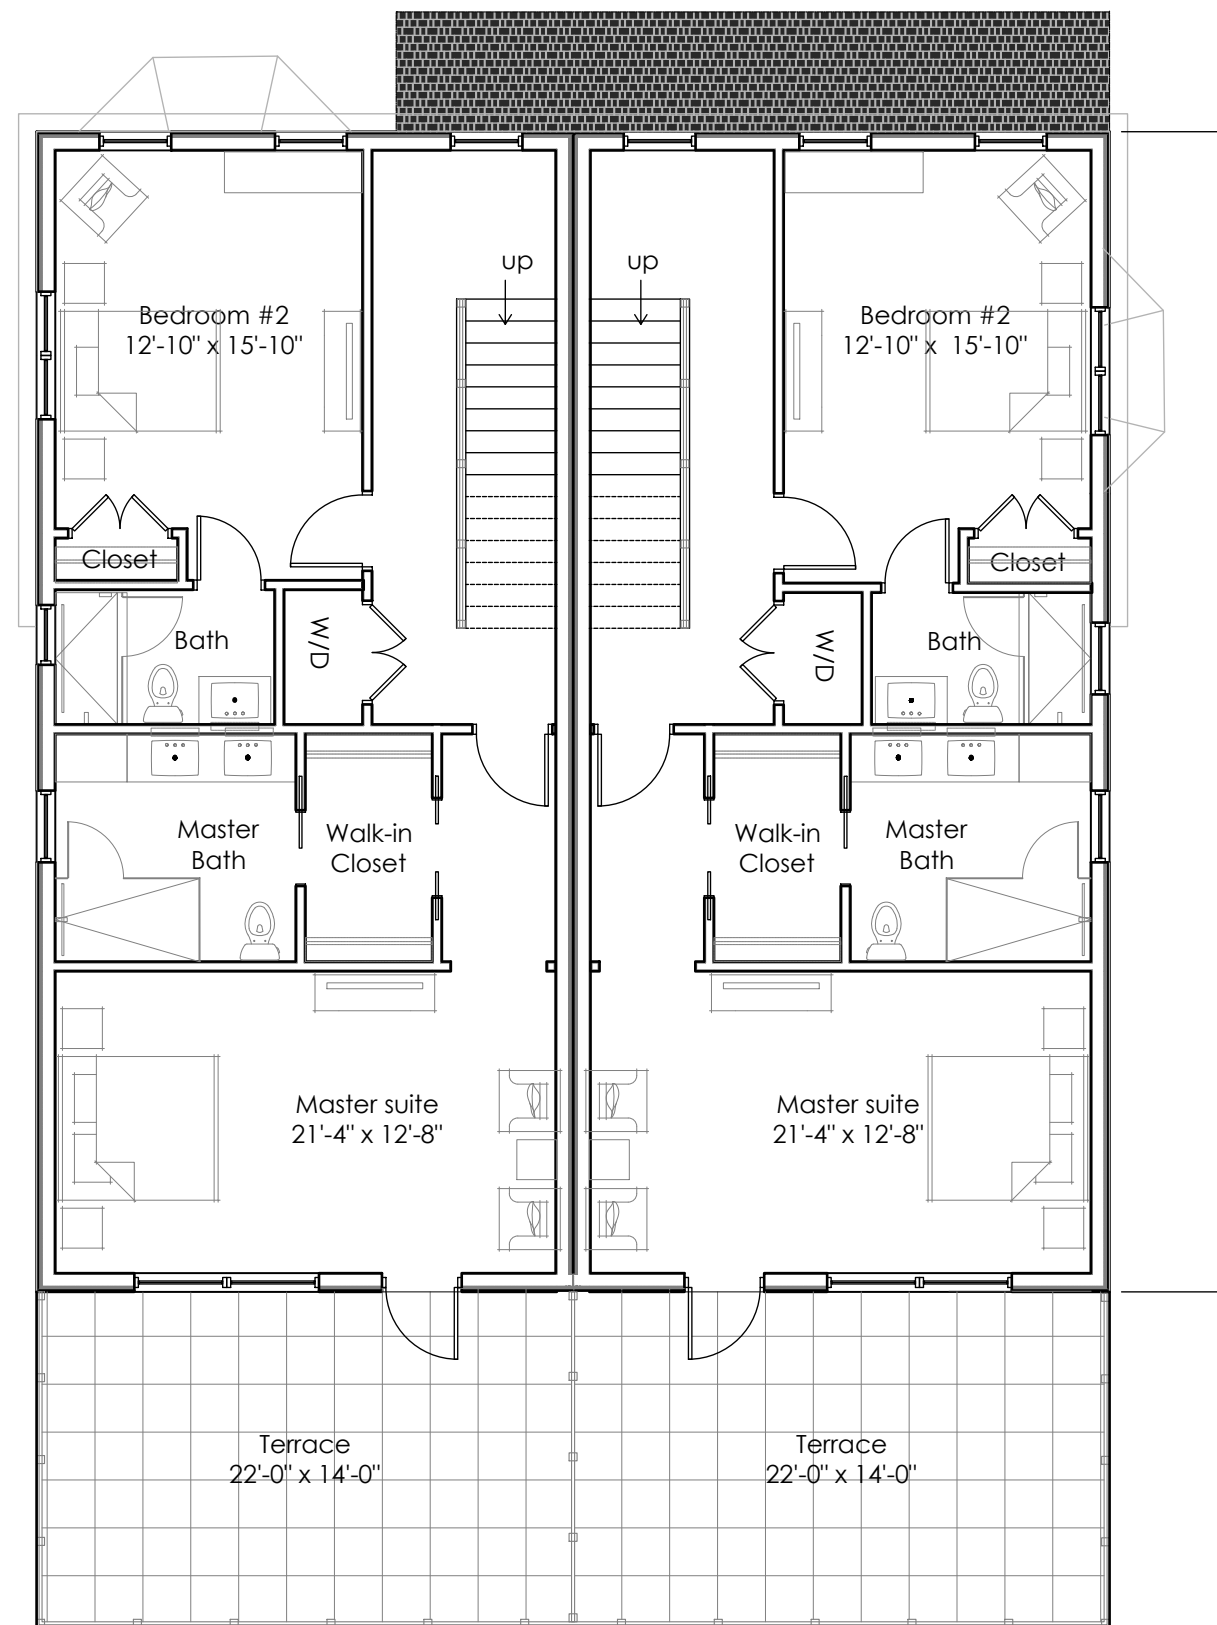 up
up
Bedroom #2
12'-10" x 15'-10"
Bedroom #2
12'-10" x  15'-10"
Closet
Closet
Bath
W/D
W/D
Bath
Master
Bath
Walk-in
Closet
Walk-in
Closet
Master
Bath
Master suite
21'-4" x 12'-8"
Master suite
21'-4" x 12'-8"
Terrace
22'-0" x 14'-0"
Terrace
22'-0" x 14'-0"